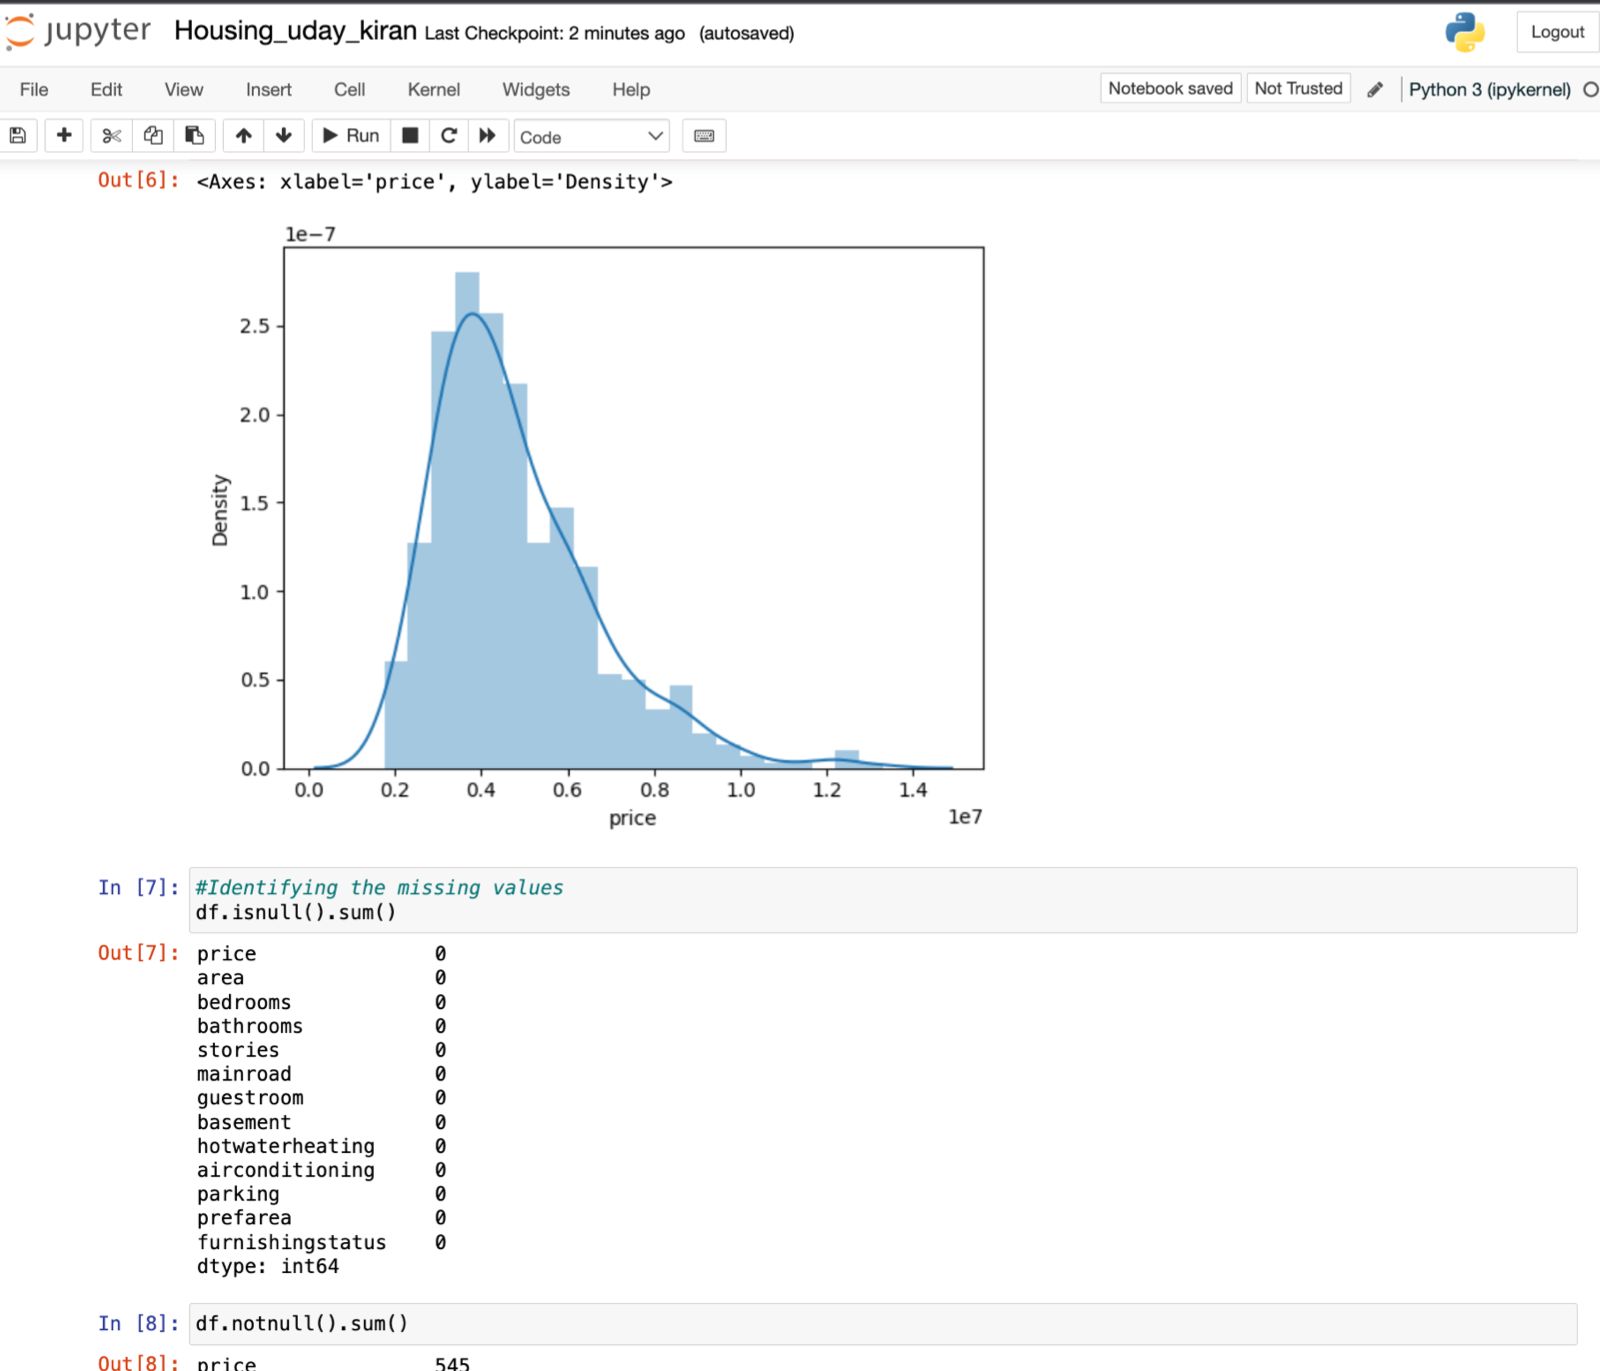 jupyter Housing_uday_kiran Last Checkpoint: 2 minutes ago (autosaved)
Logout
File Edit View Insert Cell Kernel Widgets Help
Notebook saved Not Trusted Python 3 (ipykernel)
Run Code
Out[6]: <Axes: xlabel='price', ylabel='Density'>
1e−7
2.5
2.0
1.5
1.0
0.5
0.0
Density
0.0 0.2 0.4 0.6 0.8 1.0 1.2 1.4
price
1e7
In [7]: #Identifying the missing values
df.isnull().sum()
Out[7]: price 0
area 0
bedrooms 0
bathrooms 0
stories 0
mainroad 0
guestroom 0
basement 0
hotwaterheating 0
airconditioning 0
parking 0
prefarea 0
furnishingstatus 0
dtype: int64
In [8]: df.notnull().sum()
Out[8]: price 545